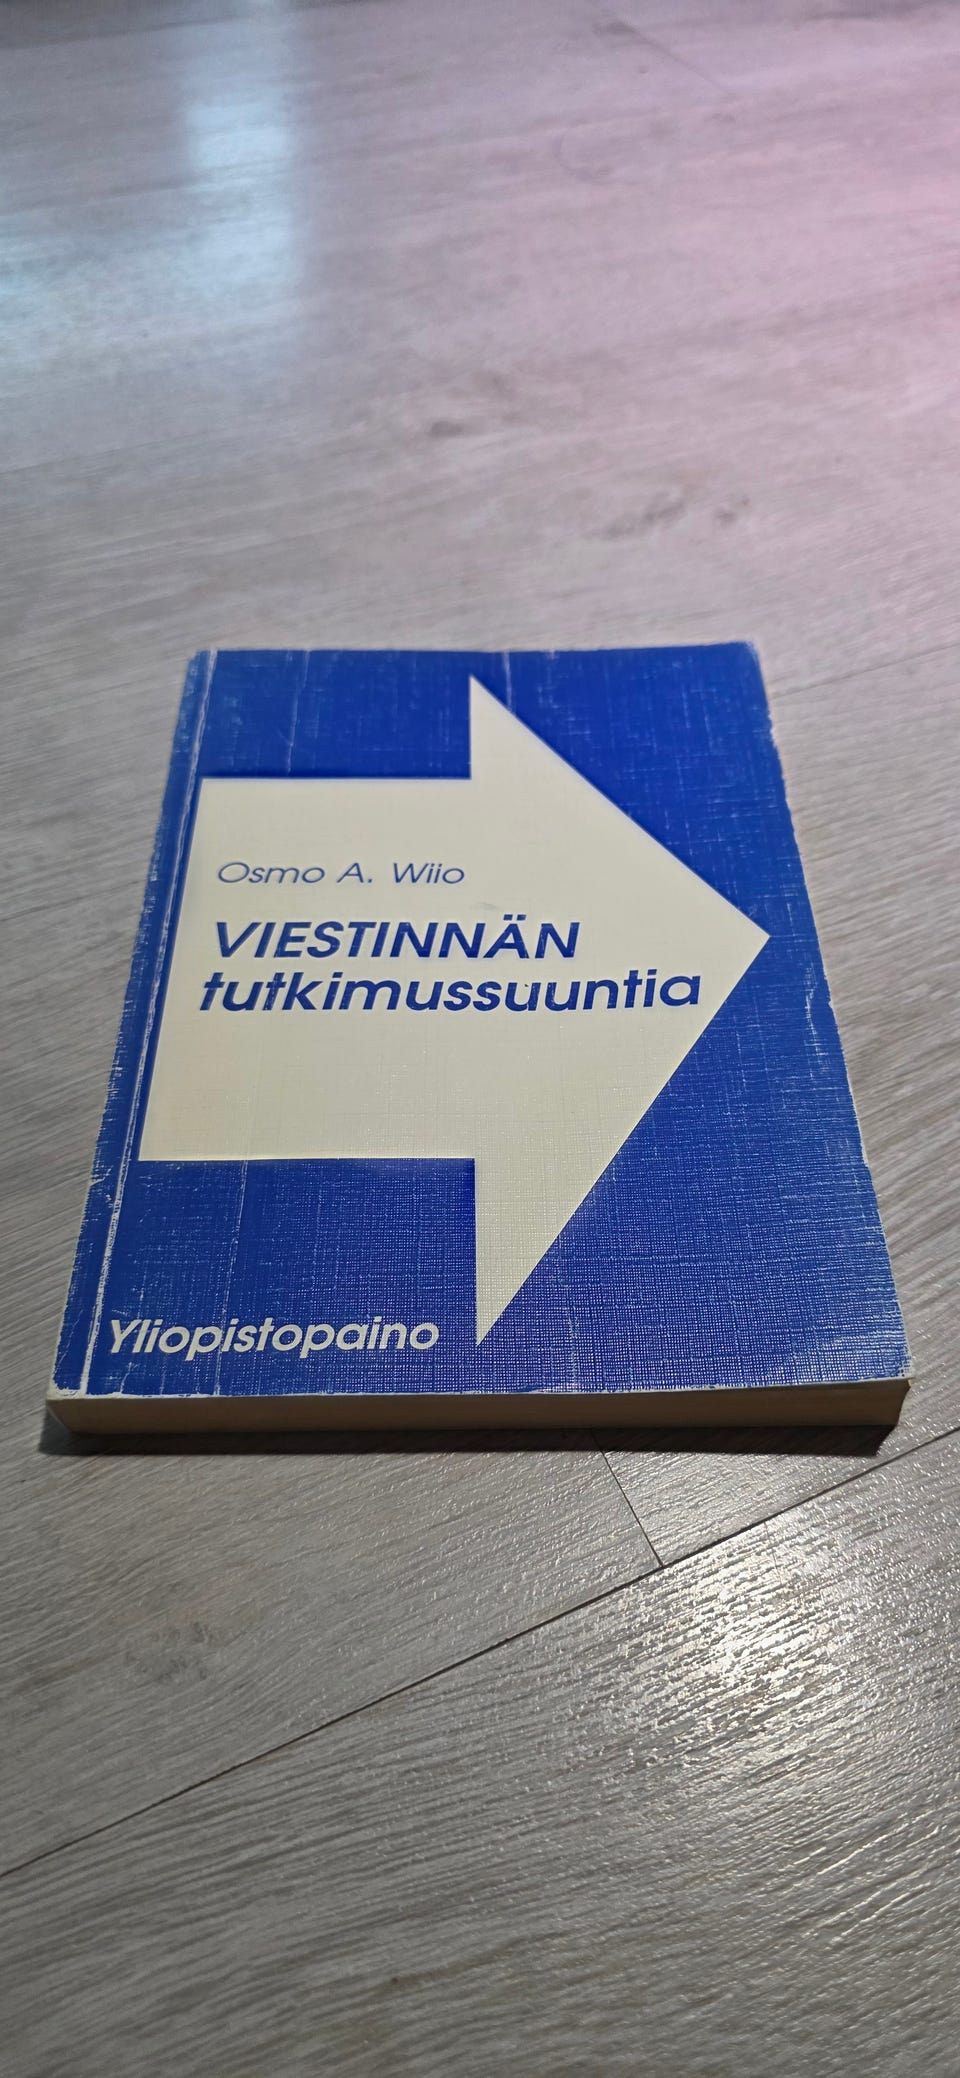 Osmo A. Wiio
VIESTINNÄN
tutkimussuuntia
Yliopistopaino